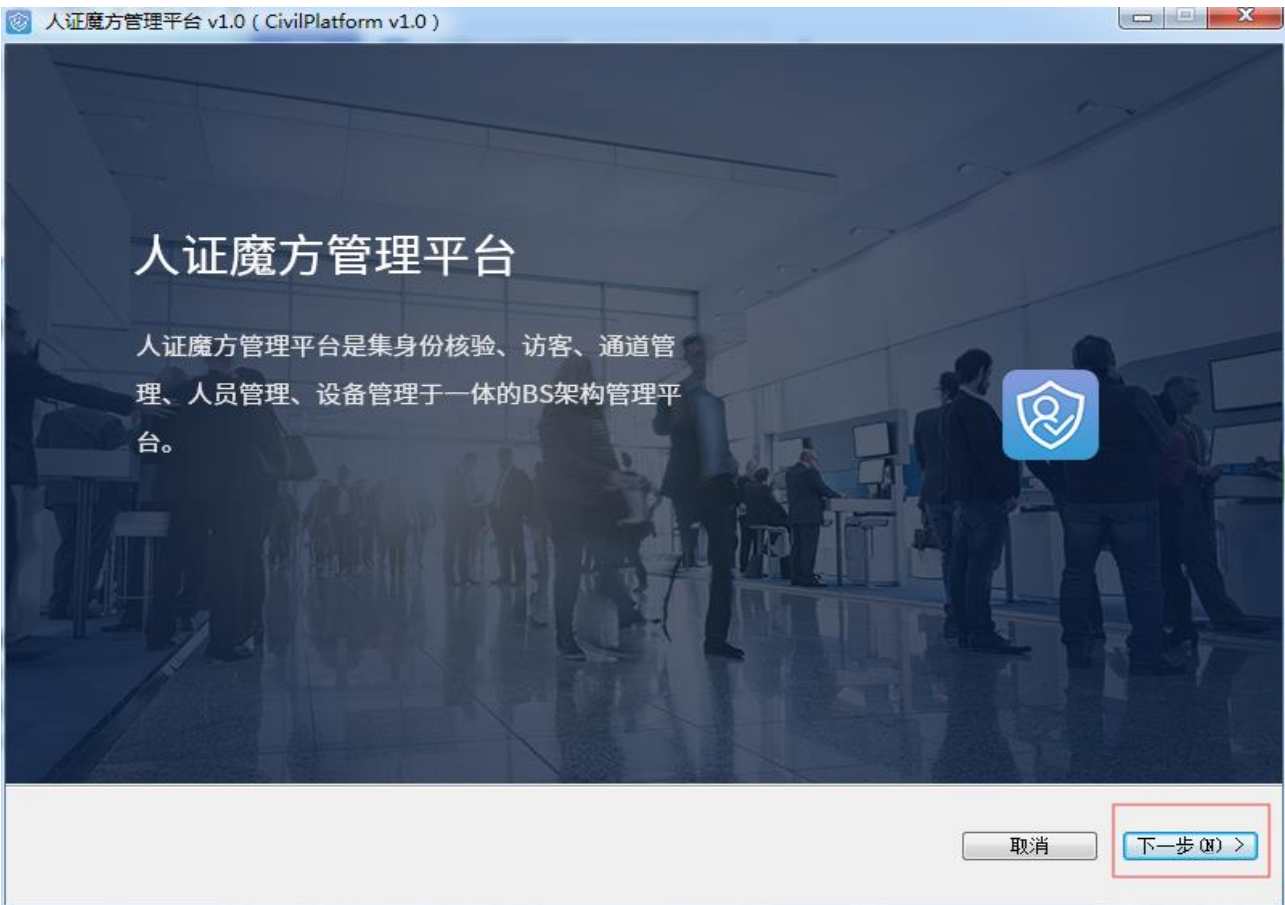 人证魔方管理平台 v1.0 ( CivilPlatform v1.0 )
人证魔方管理平台
人证魔方管理平台是集身份核验、访客、通道管
理、人员管理、设备管理于一体的BS架构管理平
台。
取消
下一步(N) >